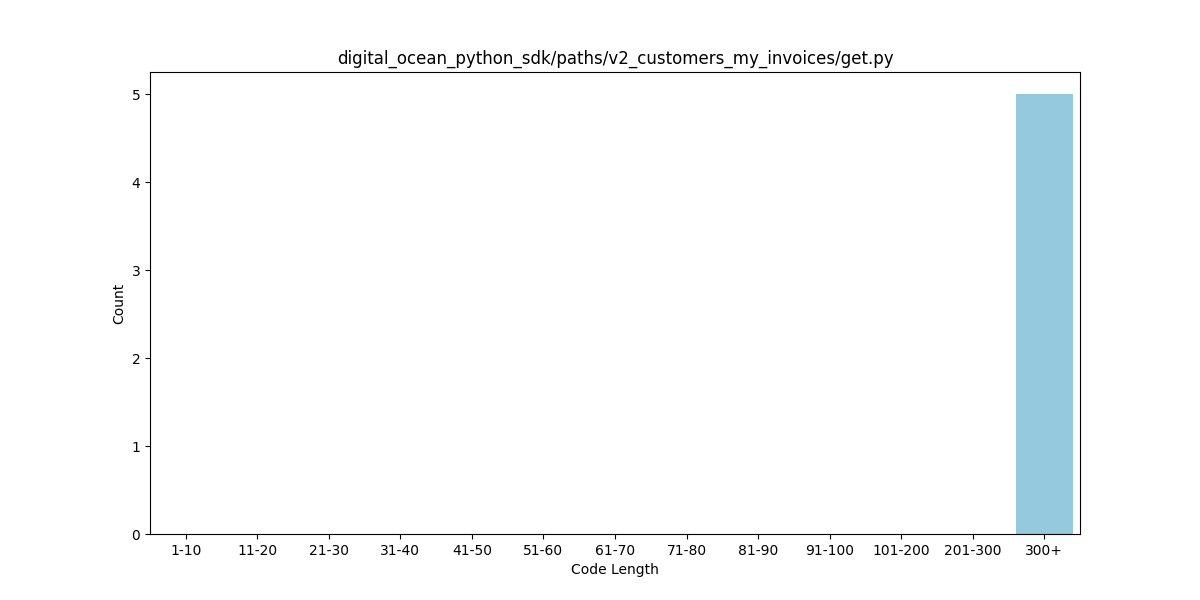 digital_ocean_python_sdk/paths/v2_customers_my_invoices/get.py
5
4
3
2
1
0
Count
1-10 11-20 21-30 31-40 41-50 51-60 61-70 71-80 81-90 91-100 101-200 201-300 300+
Code Length